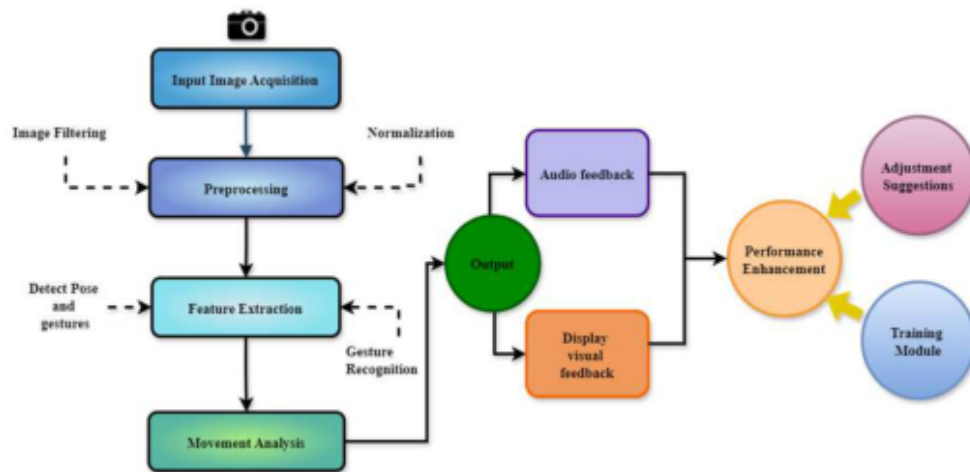 Input Image Acquisition
Image Filtering
Normalization
Preprocessing
Detect Pose
and
gestures
Feature Extraction
Gesture
Recognition
Movement Analysis
Output
Audio feedback
Display
visual
feedback
Performance
Enhancement
Adjustment
Suggestions
Training
Module